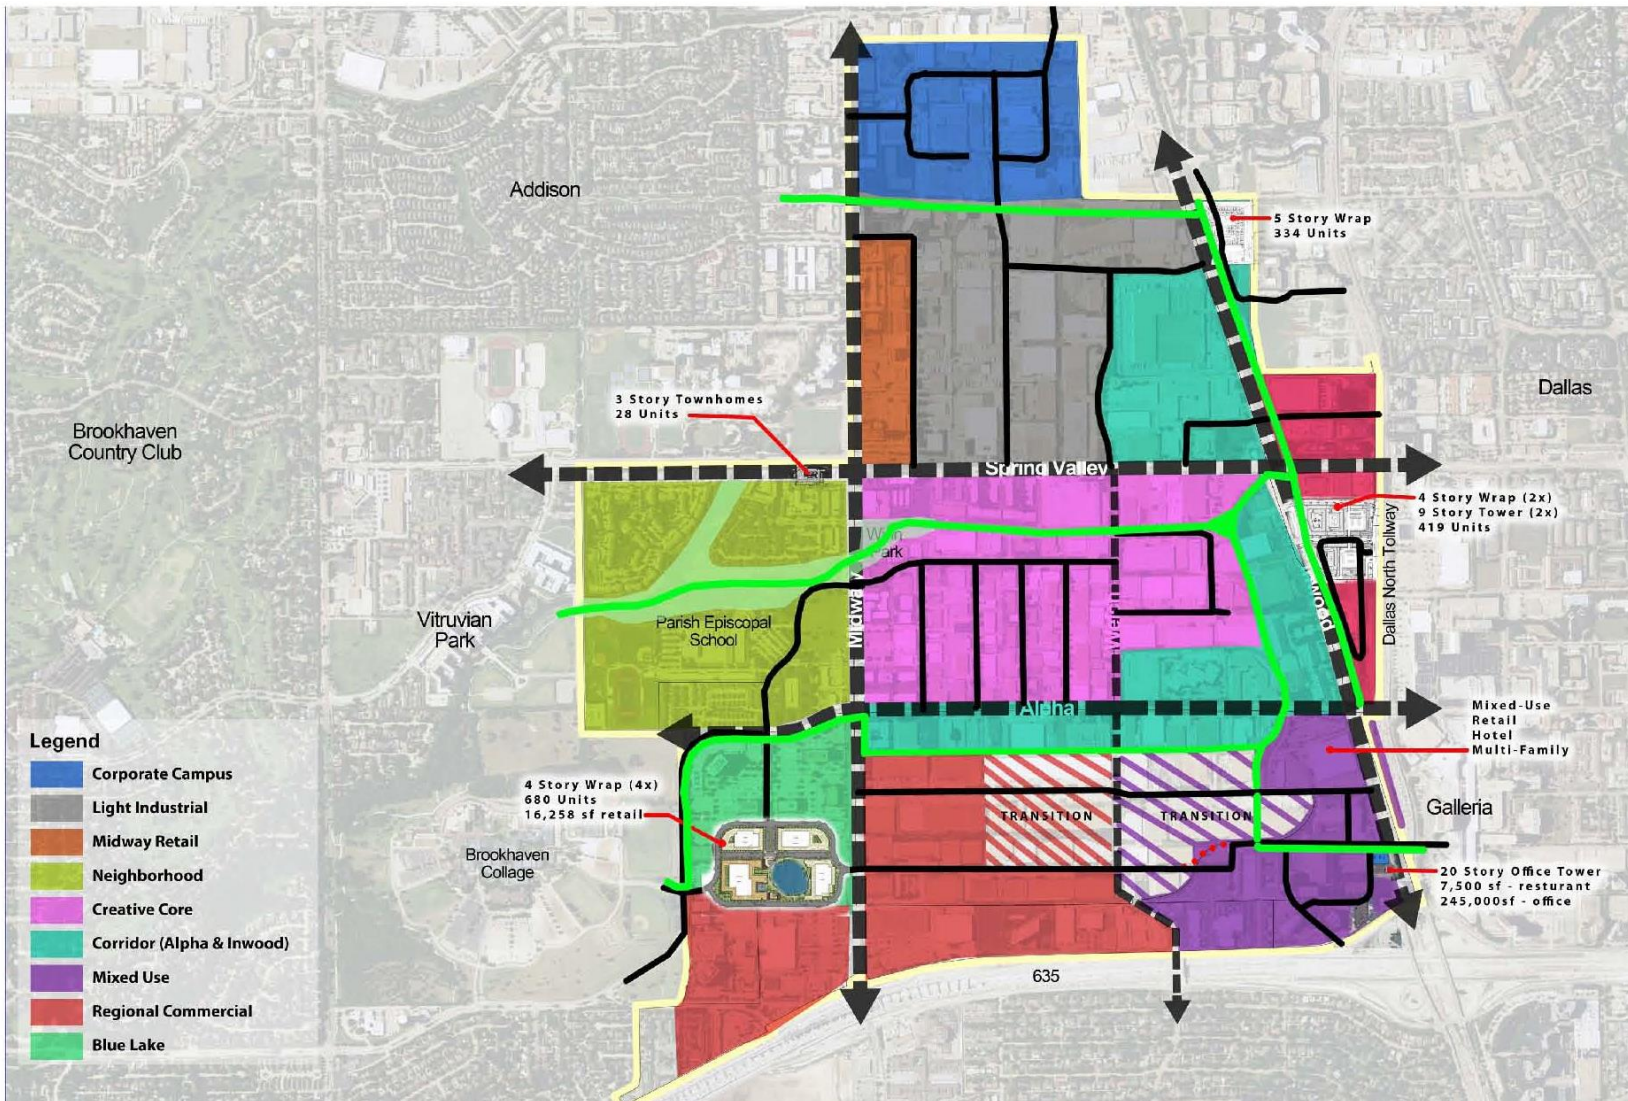 Addison
5 Story Wrap
334 Units
Dallas
3 Story Townhomes
28 Units
Brookhaven
Country Club
Spring Valley
4 Story Wrap (2x)
9 Story Tower (2x)
419 Units
Dallas North Tollway
Park
Midway
Vitruvian
Park
Parish Episcopal
School
Alpha
Mixed-Use
Retail
Hotel
Multi-Family
Legend
Corporate Campus
Light Industrial
Midway Retail
Neighborhood
Creative Core
Corridor (Alpha & Inwood)
Mixed Use
Regional Commercial
Blue Lake
4 Story Wrap (4x)
680 Units
16,258 sf retail
TRANSITION
TRANSITION
Galleria
Brookhaven
Collage
20 Story Office Tower
7,500 sf - resturant
245,000sf - office
635